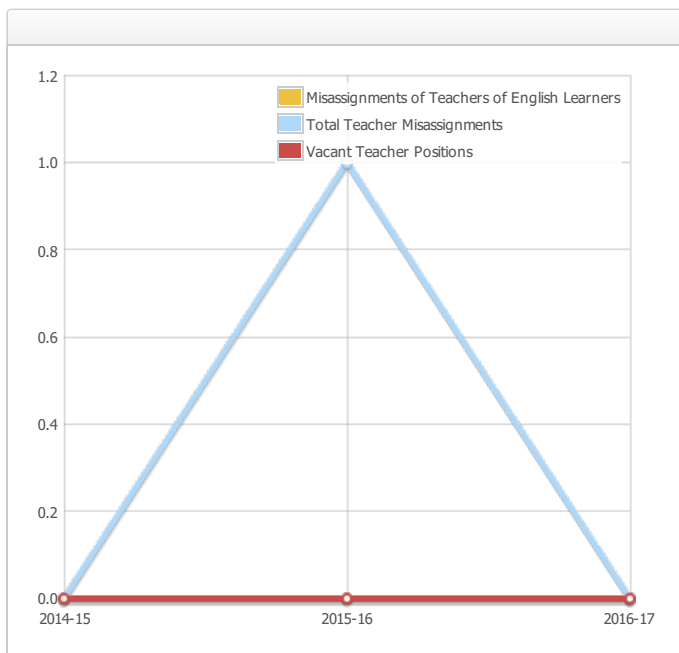 1.2
Misassignments of Teachers of English Learners
Total Teacher Misassignments
Vacant Teacher Positions
1.0
0.8
0.6
0.4
0.2
0.0
2014-15 2015-16 2016-17